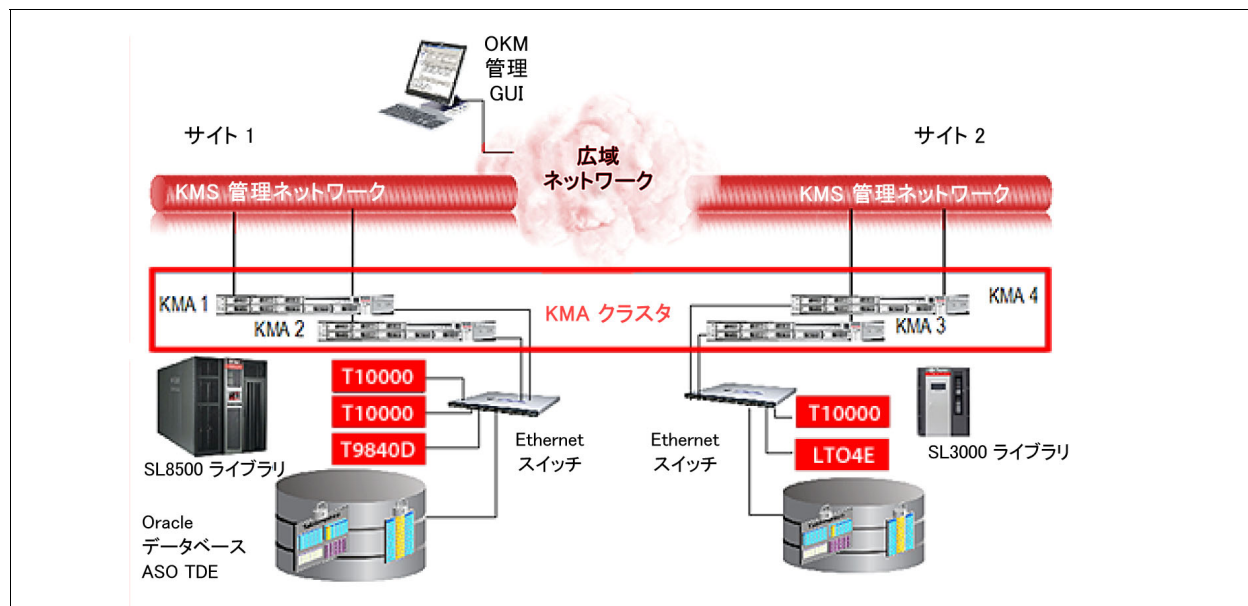 OKM
管理
GUI
サイト 1
サイト 2
広域
ネットワーク
KMS 管理ネットワーク
KMS 管理ネットワーク
KMA 1
KMA 2
KMA クラスタ
KMA 4
KMA 3
T10000
T10000
T9840D
SL8500 ライブラリ
Ethernet
スイッチ
Ethernet
スイッチ
T10000
LTO4E
SL3000 ライブラリ
Oracle
データベース
ASO TDE